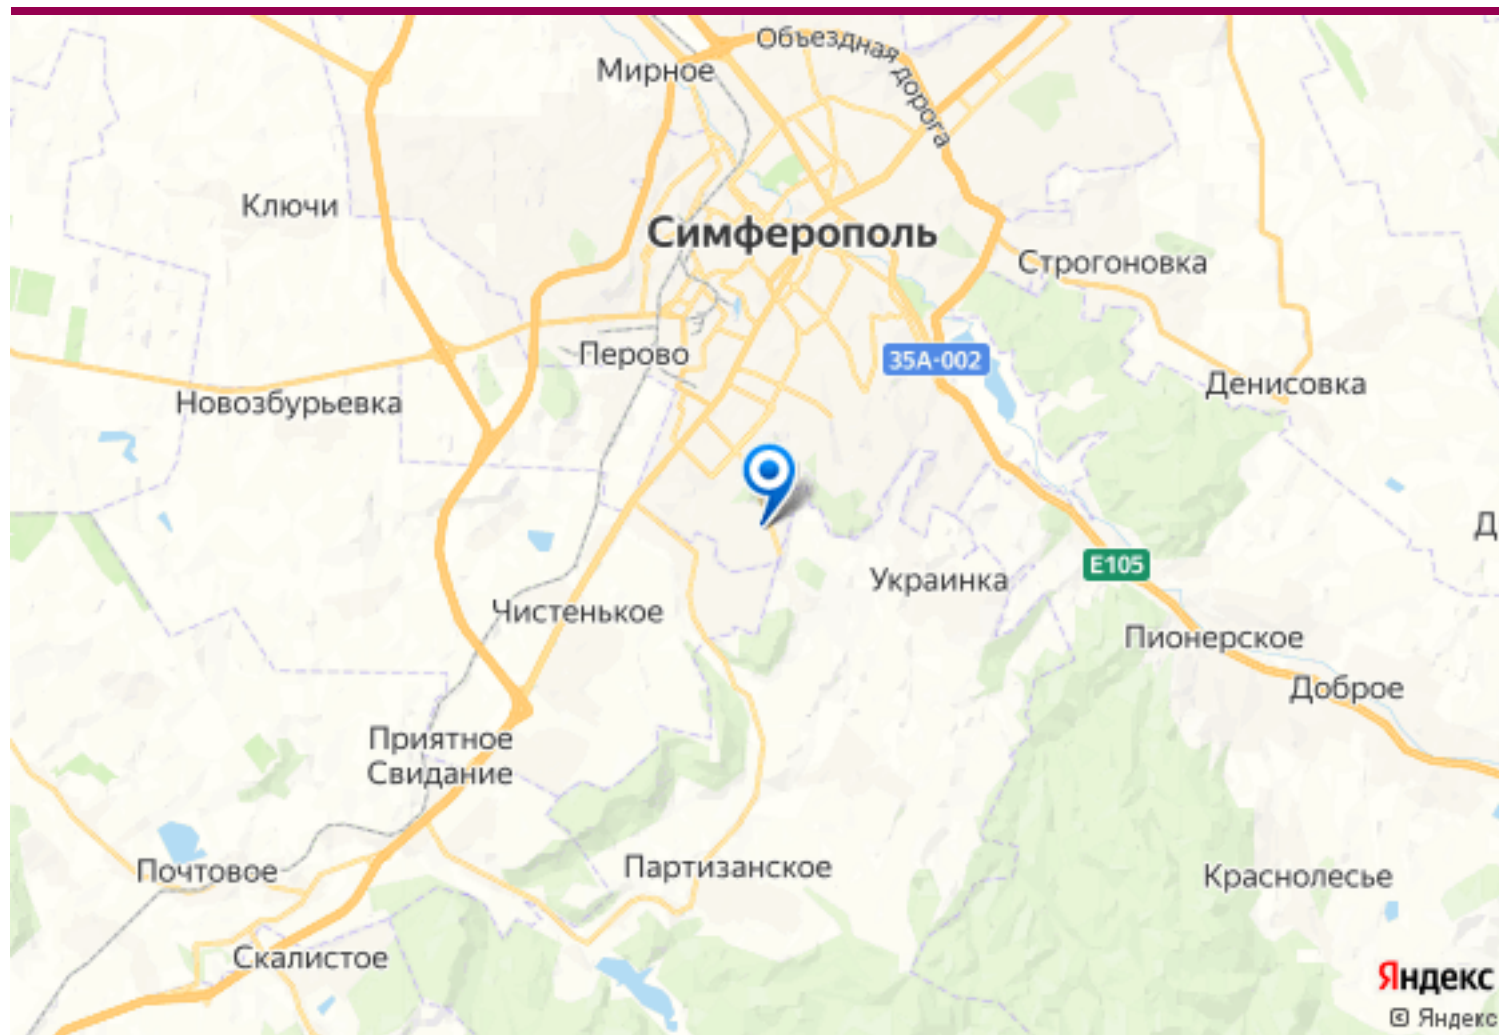 Объездная дорога
Мирное
Ключи
Симферополь
Строгоновка
Перово
35А-002
Денисовка
Новозбурьевка
Д
Е105
Украинка
Чистенькое
Пионерское
Доброе
Приятное
Свидание
Почтовое
Партизанское
Краснолесье
Скалистое
Яндекс
© Яндекс